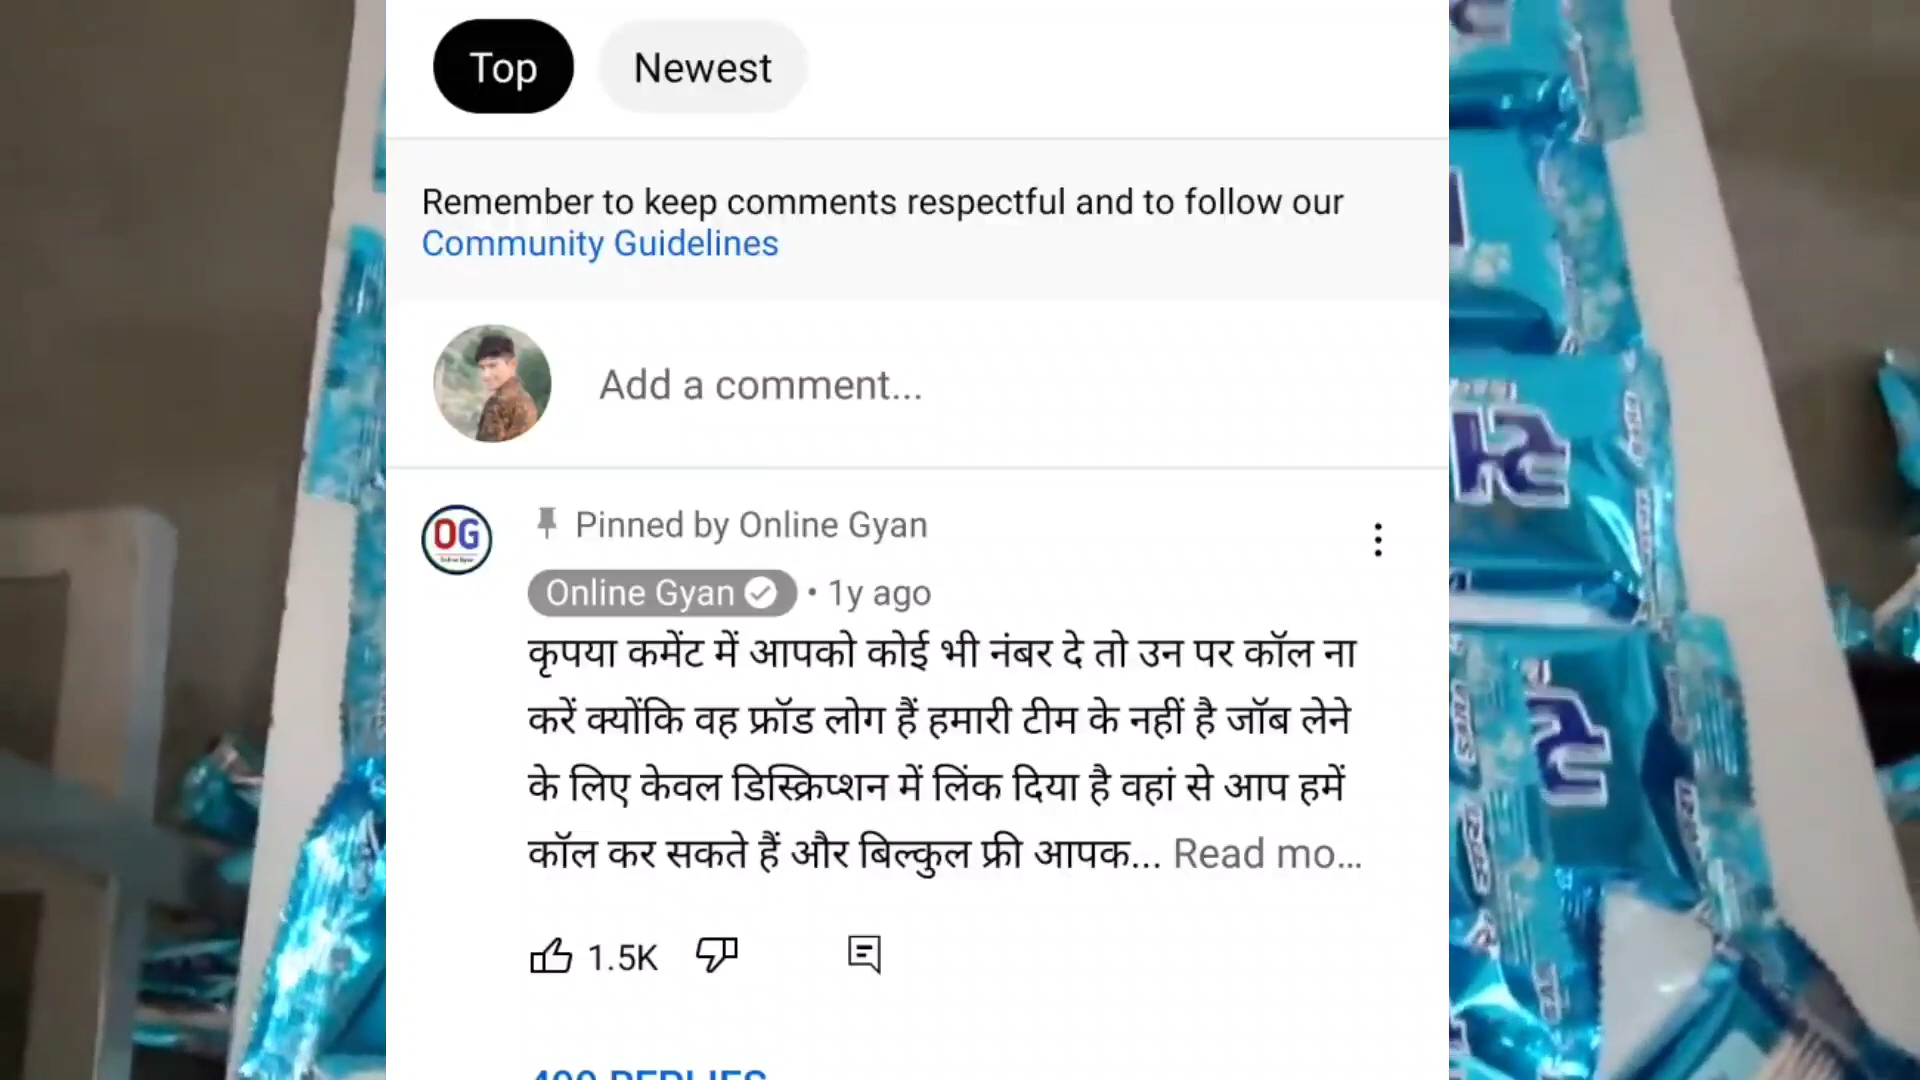 Top
Newest
Remember to keep comments respectful and to follow our
Community Guidelines
Add a comment...
OG
Pinned by Online Gyan
Online Gyan • 1y ago
कृपया कमेंट में आपको कोई भी नंबर दे तो उन पर कॉल ना
करें क्योंकि वह फ्रॉड लोग हैं हमारी टीम के नहीं है जॉब लेने
के लिए केवल डिस्क्रिप्शन में लिंक दिया है वहां से आप हमें
कॉल कर सकते हैं और बिल्कुल फ्री आपक... Read mo...
1.5K